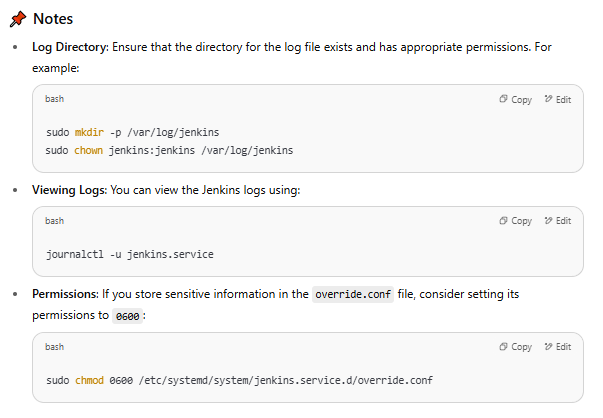 📌 Notes
• Log Directory: Ensure that the directory for the log file exists and has appropriate permissions. For
example:
bash
Copy Edit
sudo mkdir -p /var/log/jenkins
sudo chown jenkins:jenkins /var/log/jenkins
• Viewing Logs: You can view the Jenkins logs using:
bash
Copy Edit
journalctl -u jenkins.service
• Permissions: If you store sensitive information in the override.conf file, consider setting its
permissions to 0600:
bash
Copy Edit
sudo chmod 0600 /etc/systemd/system/jenkins.service.d/override.conf